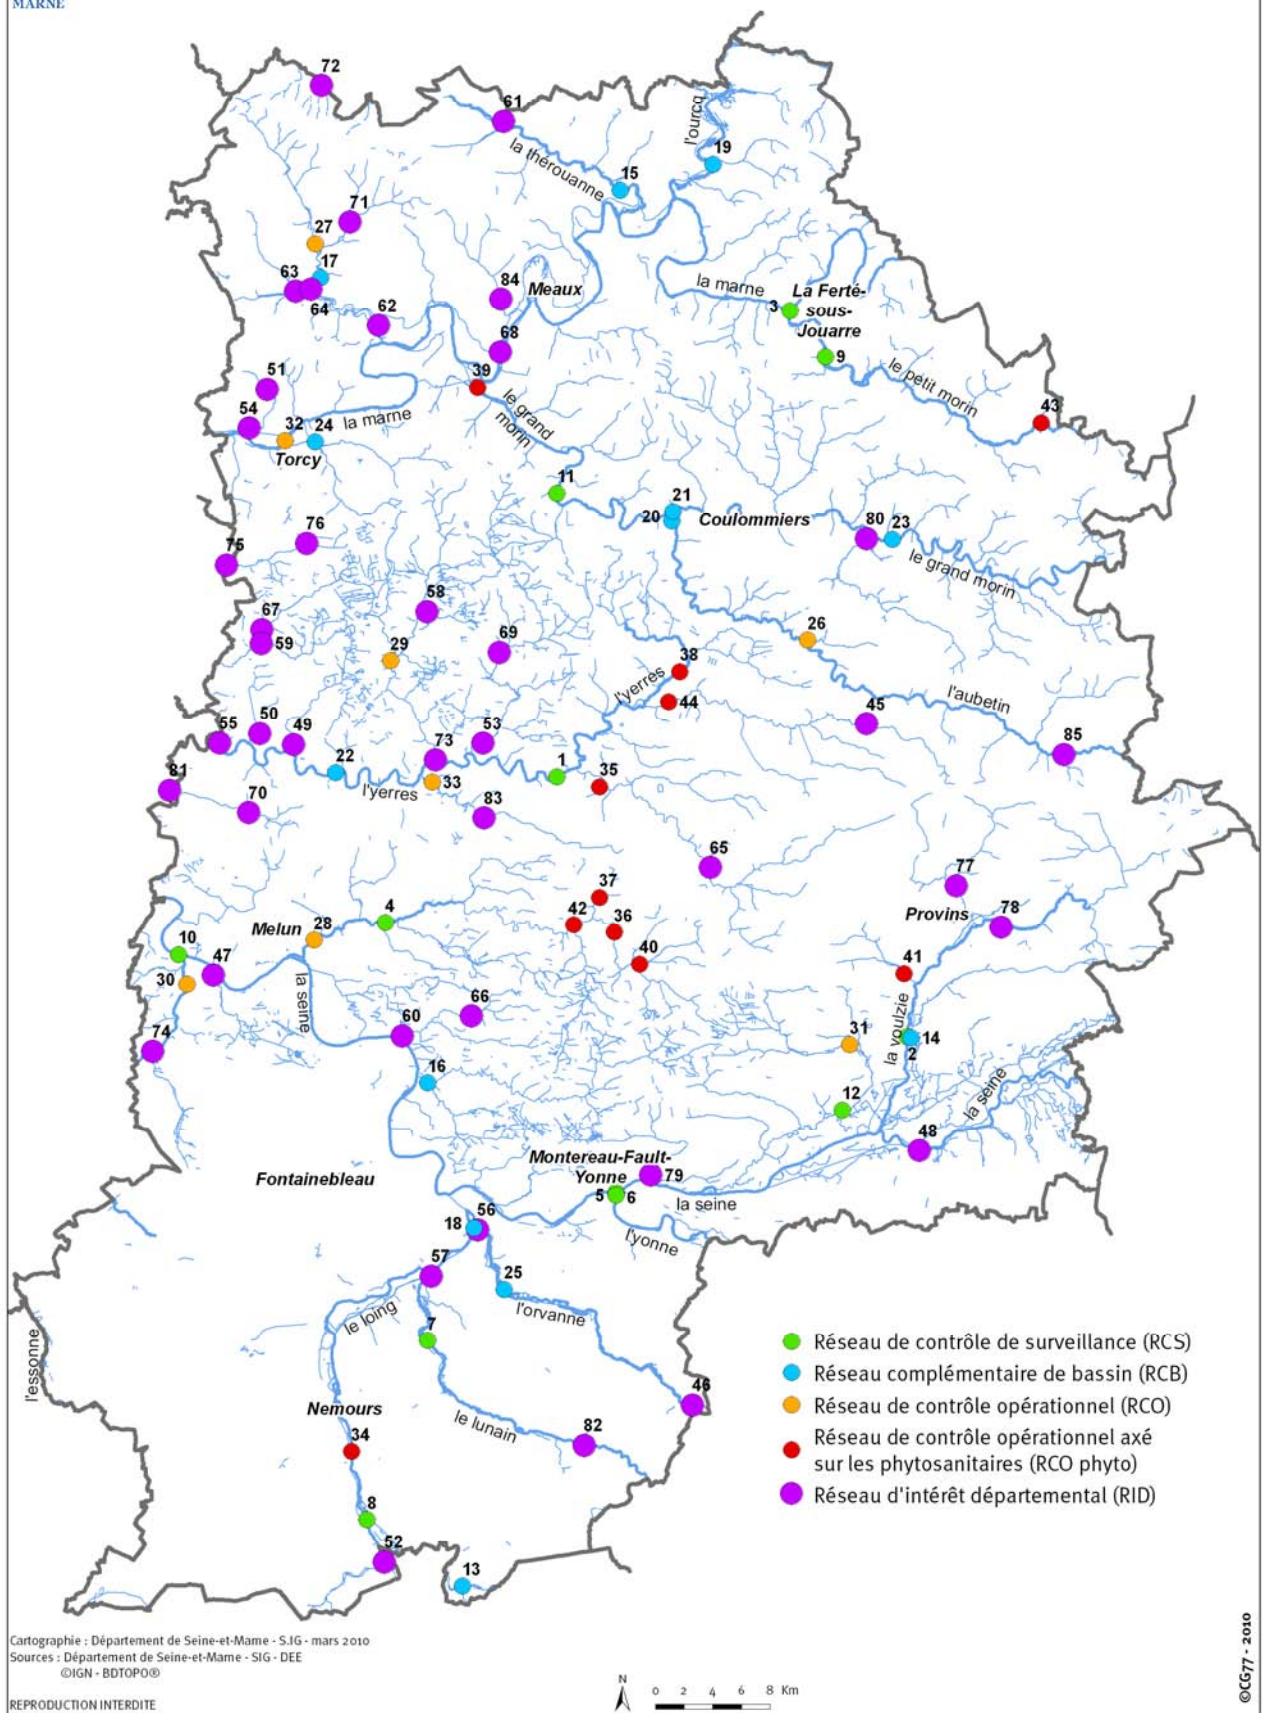 MARNE
72
61
l'ourcq
la thérouanne
19
15
71
27
17
63
64
84
Meaux
62
la marne
La Ferté-
sous-
Jouarre
3
68
9
39
51
le petit morin
le grand
morin
54
43
la marne
32
24
Torcy
11
21
20
Coulommiers
80
23
76
75
le grand morin
58
67
59
29
69
26
38
l'yerres
44
45
l'aubetin
85
50
55
49
53
73
22
1
35
81
33
l'yerres
70
83
65
77
37
4
42
36
Provins
78
Melun
28
10
40
41
47
30
la seine
66
la voulzie
60
31
14
2
74
16
12
la seine
48
Montereau-Fault-
Yonne
79
Fontainebleau
5
6
la seine
56
18
l'yonne
57
25
le loing
l'orvanne
7
l'essonne
Réseau de contrôle de surveillance (RCS)
Réseau complémentaire de bassin (RCB)
46
Réseau de contrôle opérationnel (RCO)
Nemours
le lunain
82
34
Réseau de contrôle opérationnel axé
sur les phytosanitaires (RCO phyto)
Réseau d'intérêt départemental (RID)
8
52
13
Cartographie : Département de Seine-et-Marne - S.IG - mars 2010
Sources : Département de Seine-et-Marne - SIG - DEE
©IGN - BDTOPO®
REPRODUCTION INTERDITE
N
0 2 4 6 8 Km
©CG77 - 2010